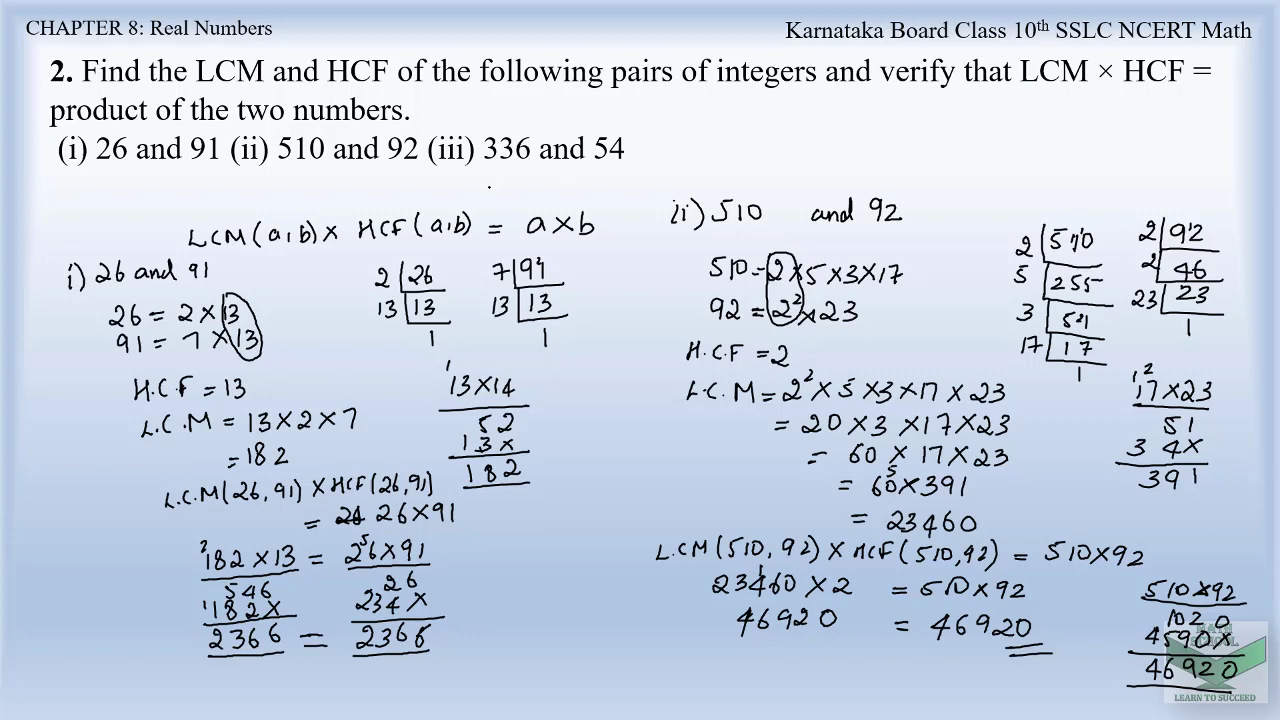 CHAPTER 8: Real Numbers
Karnataka Board Class 10th SSLC NCERT Math
2. Find the LCM and HCF of the following pairs of integers and verify that LCM × HCF =
product of the two numbers.
(i) 26 and 91 (ii) 510 and 92 (iii) 336 and 54
LCM(a,b) × HCF(a,b) = a×b
i) 26 and 91
26 = 2 × 13
91 = 7 × 13
2 | 26
13 | 13
1
7 | 91
13 | 13
1
H.C.F = 13
L.C.M = 13 × 2 × 7
= 182
13×14
52
13×
182
L.C.M(26,91) × HCF(26,91)
= 26×91
182×13 = 26×91
546
182×
2366
26
234×
= 2366
(ii) 510 and 92
510 = 2×5×3×17
92 = 2²×23
2 | 510
5 | 255
3 | 51
17 | 17
1
2 | 92
2 | 46
23 | 23
1
H.C.F = 2
L.C.M = 2² × 5 × 3 × 17 × 23
= 20 × 3 × 17 × 23
= 60 × 17 × 23
= 60×391
= 23460
17×23
51
34×
391
L.CM(510,92) × HCF(510,92) = 510×92
23460 × 2 = 510×92
46920 = 46920
510×92
1020
4590×
46920
LEARN TO SUCCEED